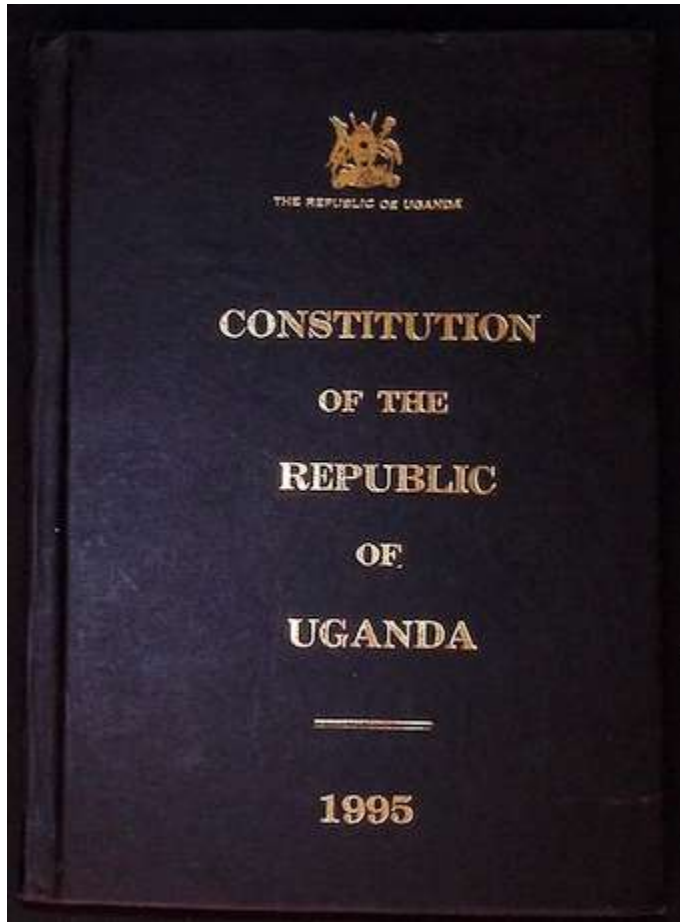 THE REPUBLIC OF UGANDA
CONSTITUTION
OF THE
REPUBLIC
OF
UGANDA
1995